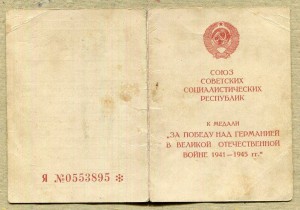 Я №0553895 *
СОЮЗ
СОВЕТСКИХ
СОЦИАЛИСТИЧЕСКИХ
РЕСПУБЛИК
К МЕДАЛИ
„ЗА ПОБЕДУ НАД ГЕРМАНИЕЙ
В ВЕЛИКОЙ ОТЕЧЕСТВЕННОЙ
ВОЙНЕ 1941—1945 гг."